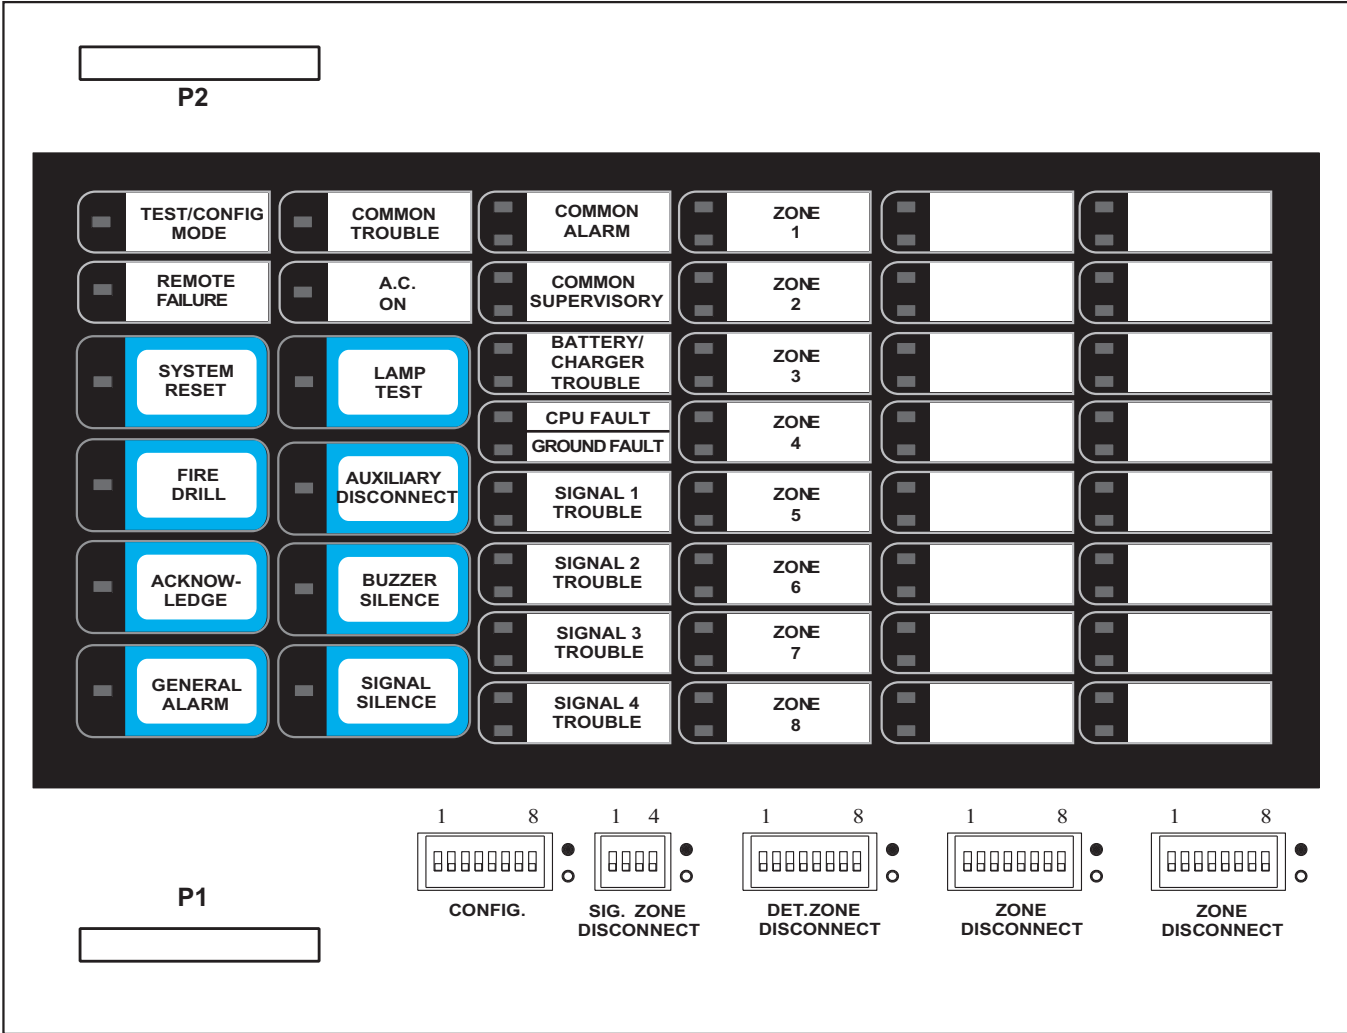 P2
TEST/CONFIG
MODE
COMMON
TROUBLE
COMMON
ALARM
ZONE
1
REMOTE
FAILURE
A.C.
ON
COMMON
SUPERVISORY
ZONE
2
SYSTEM
RESET
LAMP
TEST
BATTERY/
CHARGER
TROUBLE
ZONE
3
CPU FAULT
GROUND FAULT
ZONE
4
FIRE
DRILL
AUXILIARY
DISCONNECT
SIGNAL 1
TROUBLE
ZONE
5
ACKNOW-
LEDGE
BUZZER
SILENCE
SIGNAL 2
TROUBLE
ZONE
6
SIGNAL 3
TROUBLE
ZONE
7
GENERAL
ALARM
SIGNAL
SILENCE
SIGNAL 4
TROUBLE
ZONE
8
1 8
1 4
1 8
1 8
1 8
P1
CONFIG.
SIG. ZONE
DISCONNECT
DET.ZONE
DISCONNECT
ZONE
DISCONNECT
ZONE
DISCONNECT